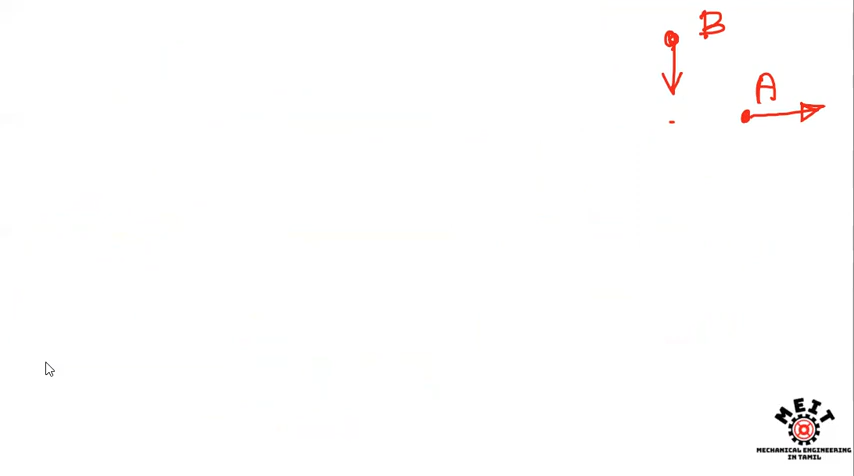 B
A
MEIT
MECHANICAL ENGINEERING
IN TAMIL